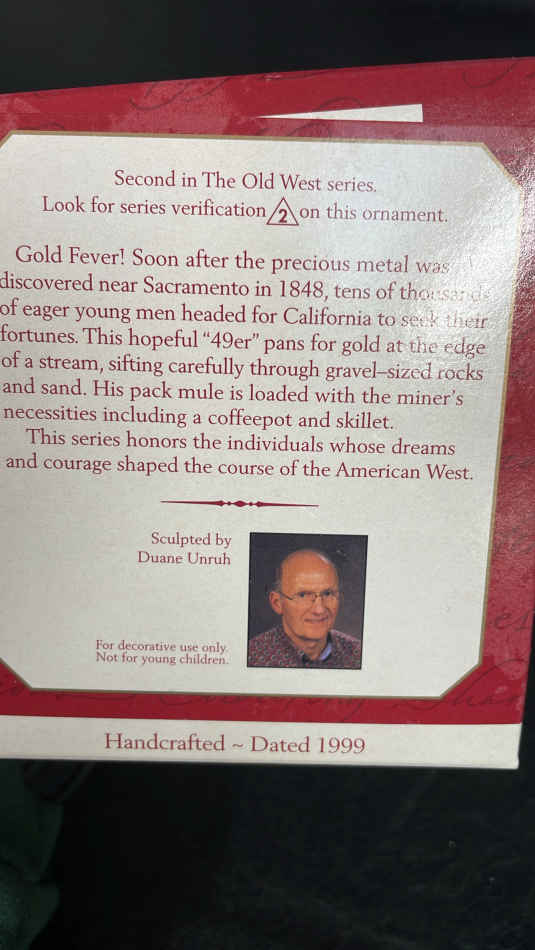 Second in The Old West series.
Look for series verification 2 on this ornament.
Gold Fever! Soon after the precious metal was
discovered near Sacramento in 1848, tens of thousands
of eager young men headed for California to seek their
fortunes. This hopeful “49er” pans for gold at the edge
of a stream, sifting carefully through gravel–sized rocks
and sand. His pack mule is loaded with the miner’s
necessities including a coffeepot and skillet.
This series honors the individuals whose dreams
and courage shaped the course of the American West.
Sculpted by
Duane Unruh
For decorative use only.
Not for young children.
Handcrafted ~ Dated 1999